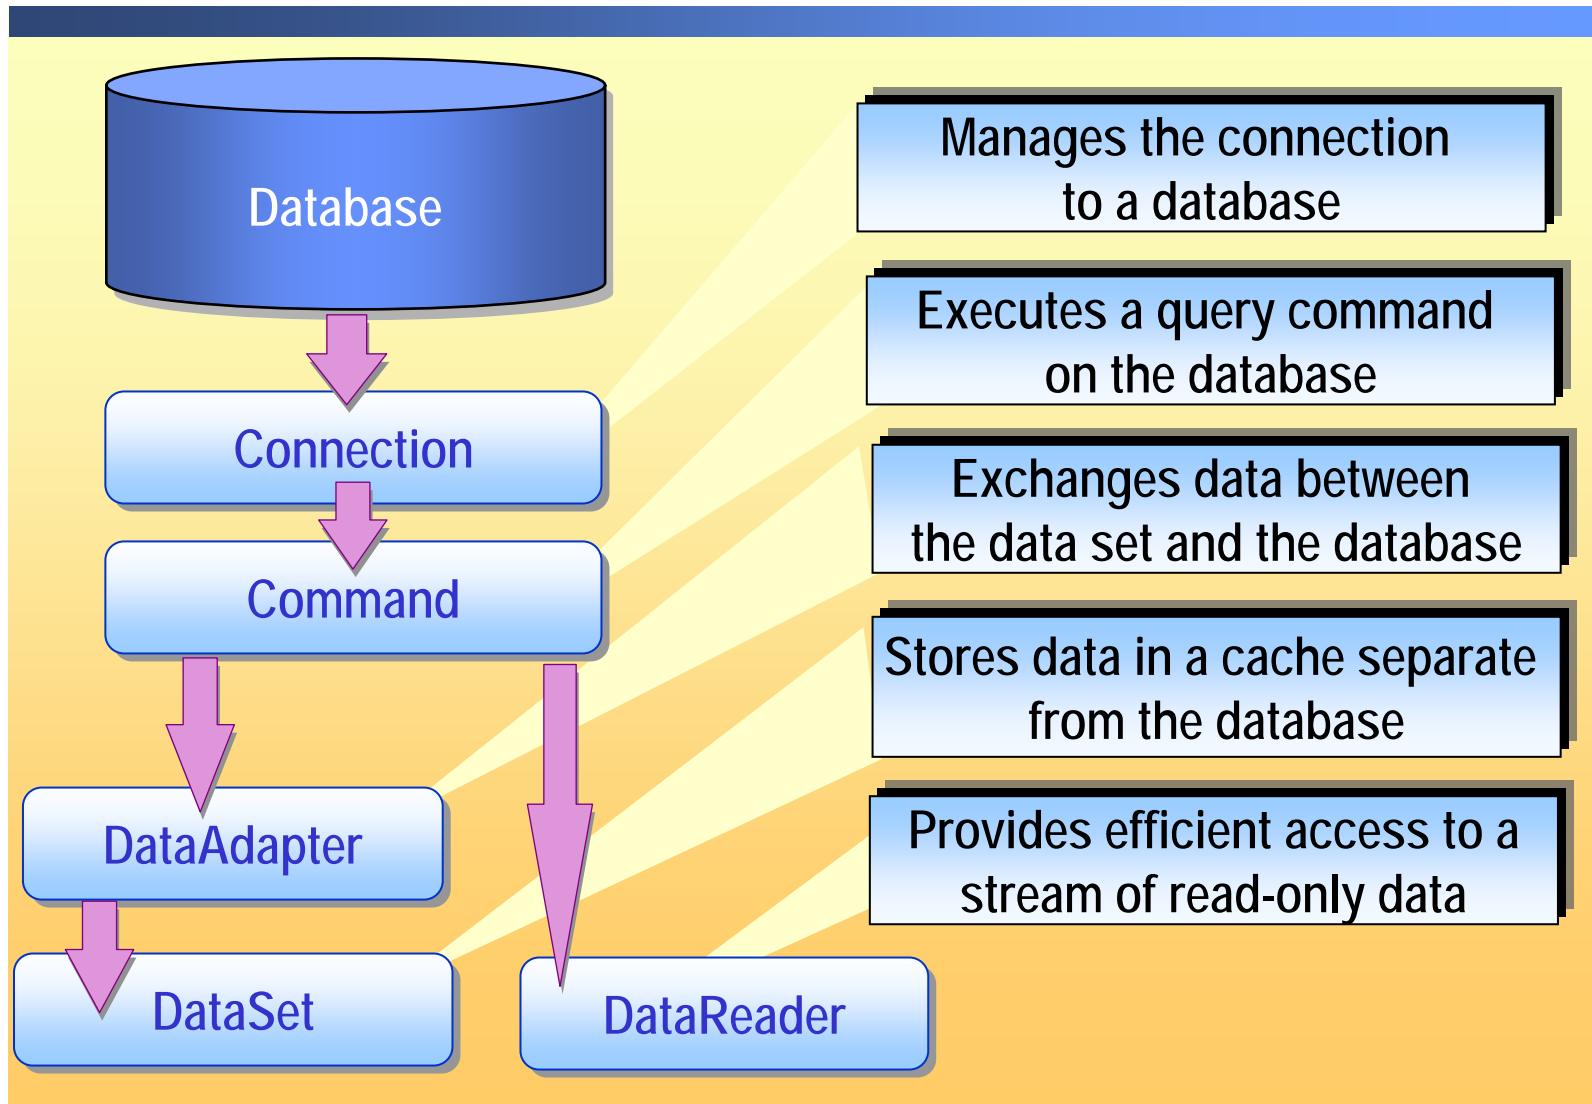 Database
Connection
Command
DataAdapter
DataSet
DataReader
Manages the connection
to a database
Executes a query command
on the database
Exchanges data between
the data set and the database
Stores data in a cache separate
from the database
Provides efficient access to a
stream of read-only data